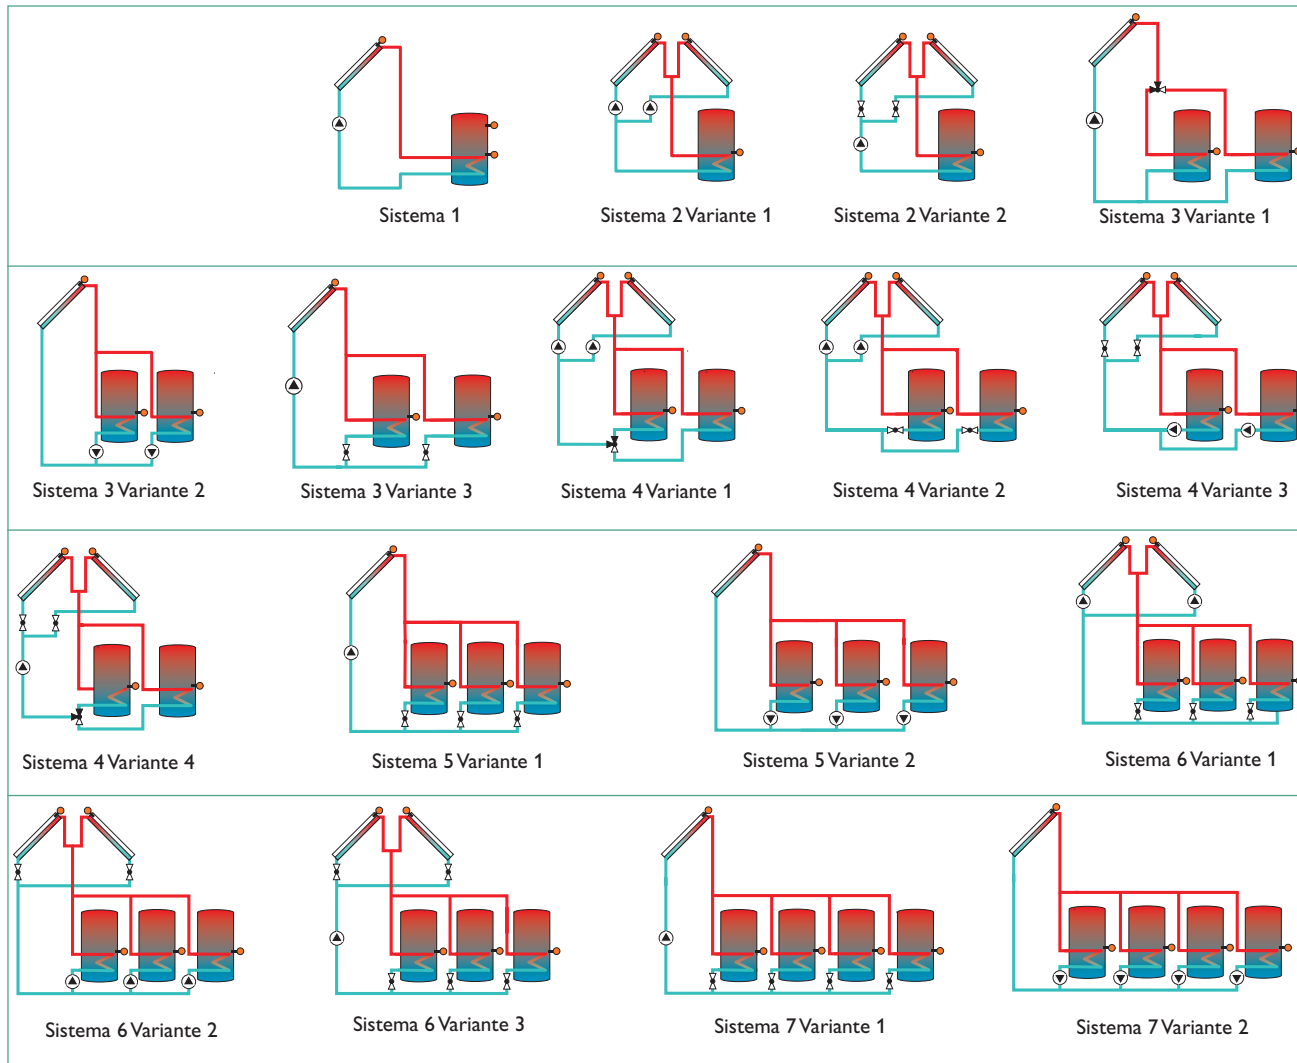 Sistema 1
Sistema 2 Variante 1
Sistema 2 Variante 2
Sistema 3 Variante 1
Sistema 3 Variante 2
Sistema 3 Variante 3
Sistema 4 Variante 1
Sistema 4 Variante 2
Sistema 4 Variante 3
Sistema 4 Variante 4
Sistema 5 Variante 1
Sistema 5 Variante 2
Sistema 6 Variante 1
Sistema 6 Variante 2
Sistema 6 Variante 3
Sistema 7 Variante 1
Sistema 7 Variante 2